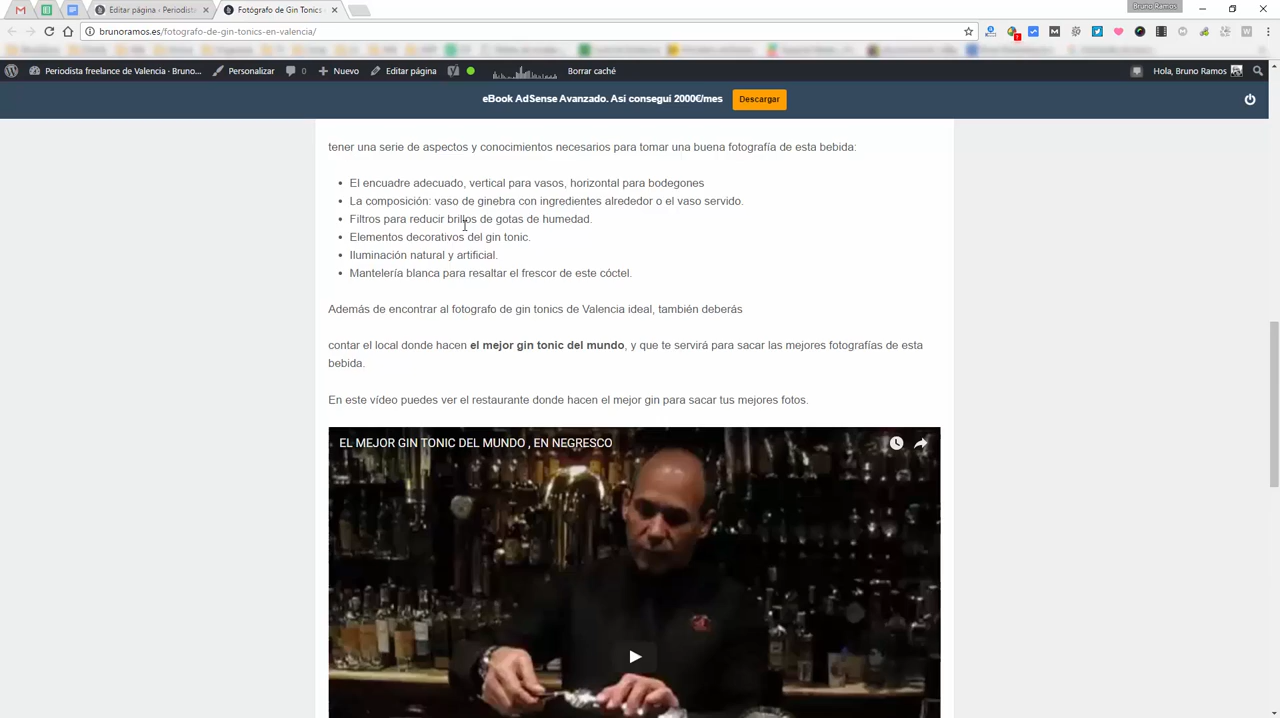 Bruno Ramos
Editar página ‹ Periodist
Fotógrafo de Gin Tonics
brunoramos.es/fotografo-de-gin-tonics-en-valencia/
Periodista freelance de Valencia · Bruno... Personalizar 0 Nuevo Editar página Borrar caché Hola, Bruno Ramos
eBook AdSense Avanzado. Así conseguí 2000€/mes Descargar
tener una serie de aspectos y conocimientos necesarios para tomar una buena fotografía de esta bebida:
• El encuadre adecuado, vertical para vasos, horizontal para bodegones
• La composición: vaso de ginebra con ingredientes alrededor o el vaso servido.
• Filtros para reducir brillos de gotas de humedad.
• Elementos decorativos del gin tonic.
• Iluminación natural y artificial.
• Mantelería blanca para resaltar el frescor de este cóctel.
Además de encontrar al fotografo de gin tonics de Valencia ideal, también deberás
contar el local donde hacen el mejor gin tonic del mundo, y que te servirá para sacar las mejores fotografías de esta
bebida.
En este vídeo puedes ver el restaurante donde hacen el mejor gin para sacar tus mejores fotos.
EL MEJOR GIN TONIC DEL MUNDO , EN NEGRESCO